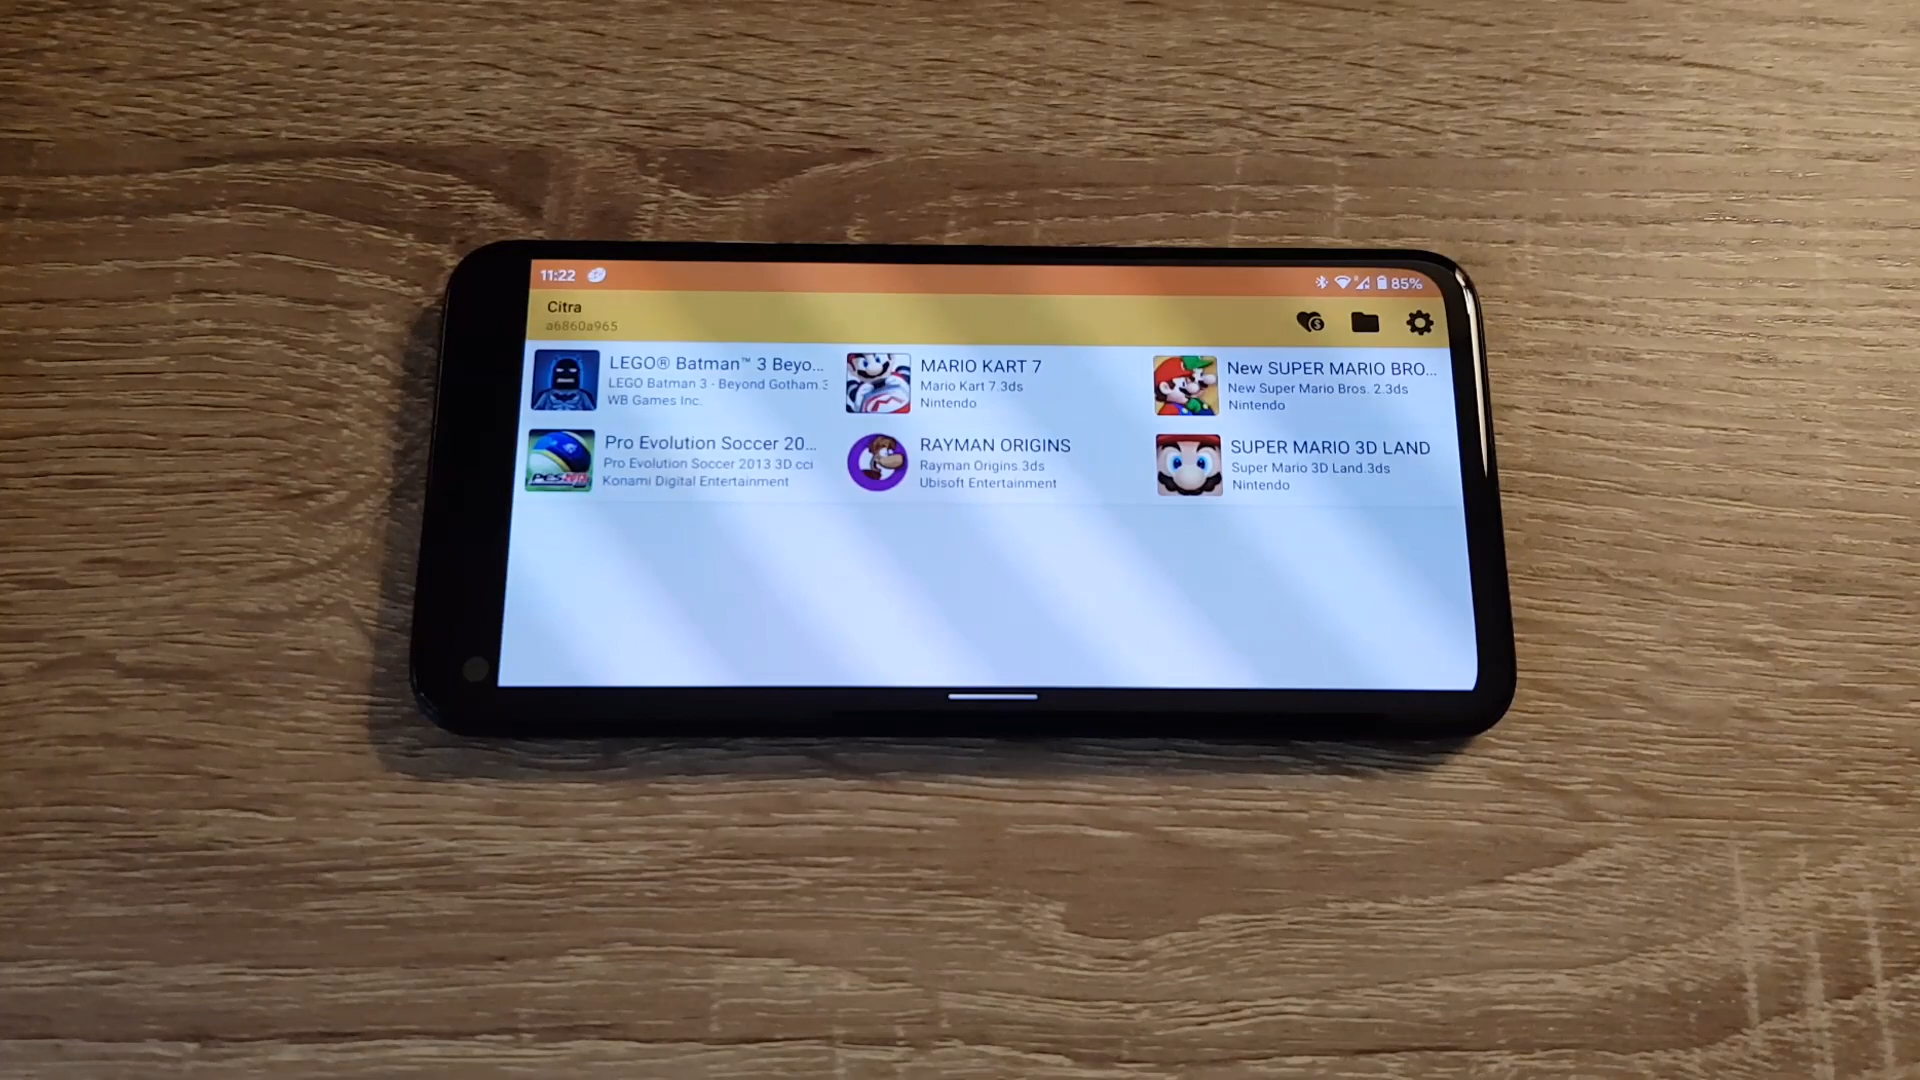 11:22
85%
Citra
a6860a965
LEGO® Batman™ 3 Beyo...
LEGO Batman 3 - Beyond Gotham 3
WB Games Inc.
MARIO KART 7
Mario Kart 7.3ds
Nintendo
New SUPER MARIO BRO...
New Super Mario Bros. 2.3ds
Nintendo
Pro Evolution Soccer 20...
Pro Evolution Soccer 2013 3D.cci
Konami Digital Entertainment
PES2013
RAYMAN ORIGINS
Rayman Origins.3ds
Ubisoft Entertainment
SUPER MARIO 3D LAND
Super Mario 3D Land.3ds
Nintendo